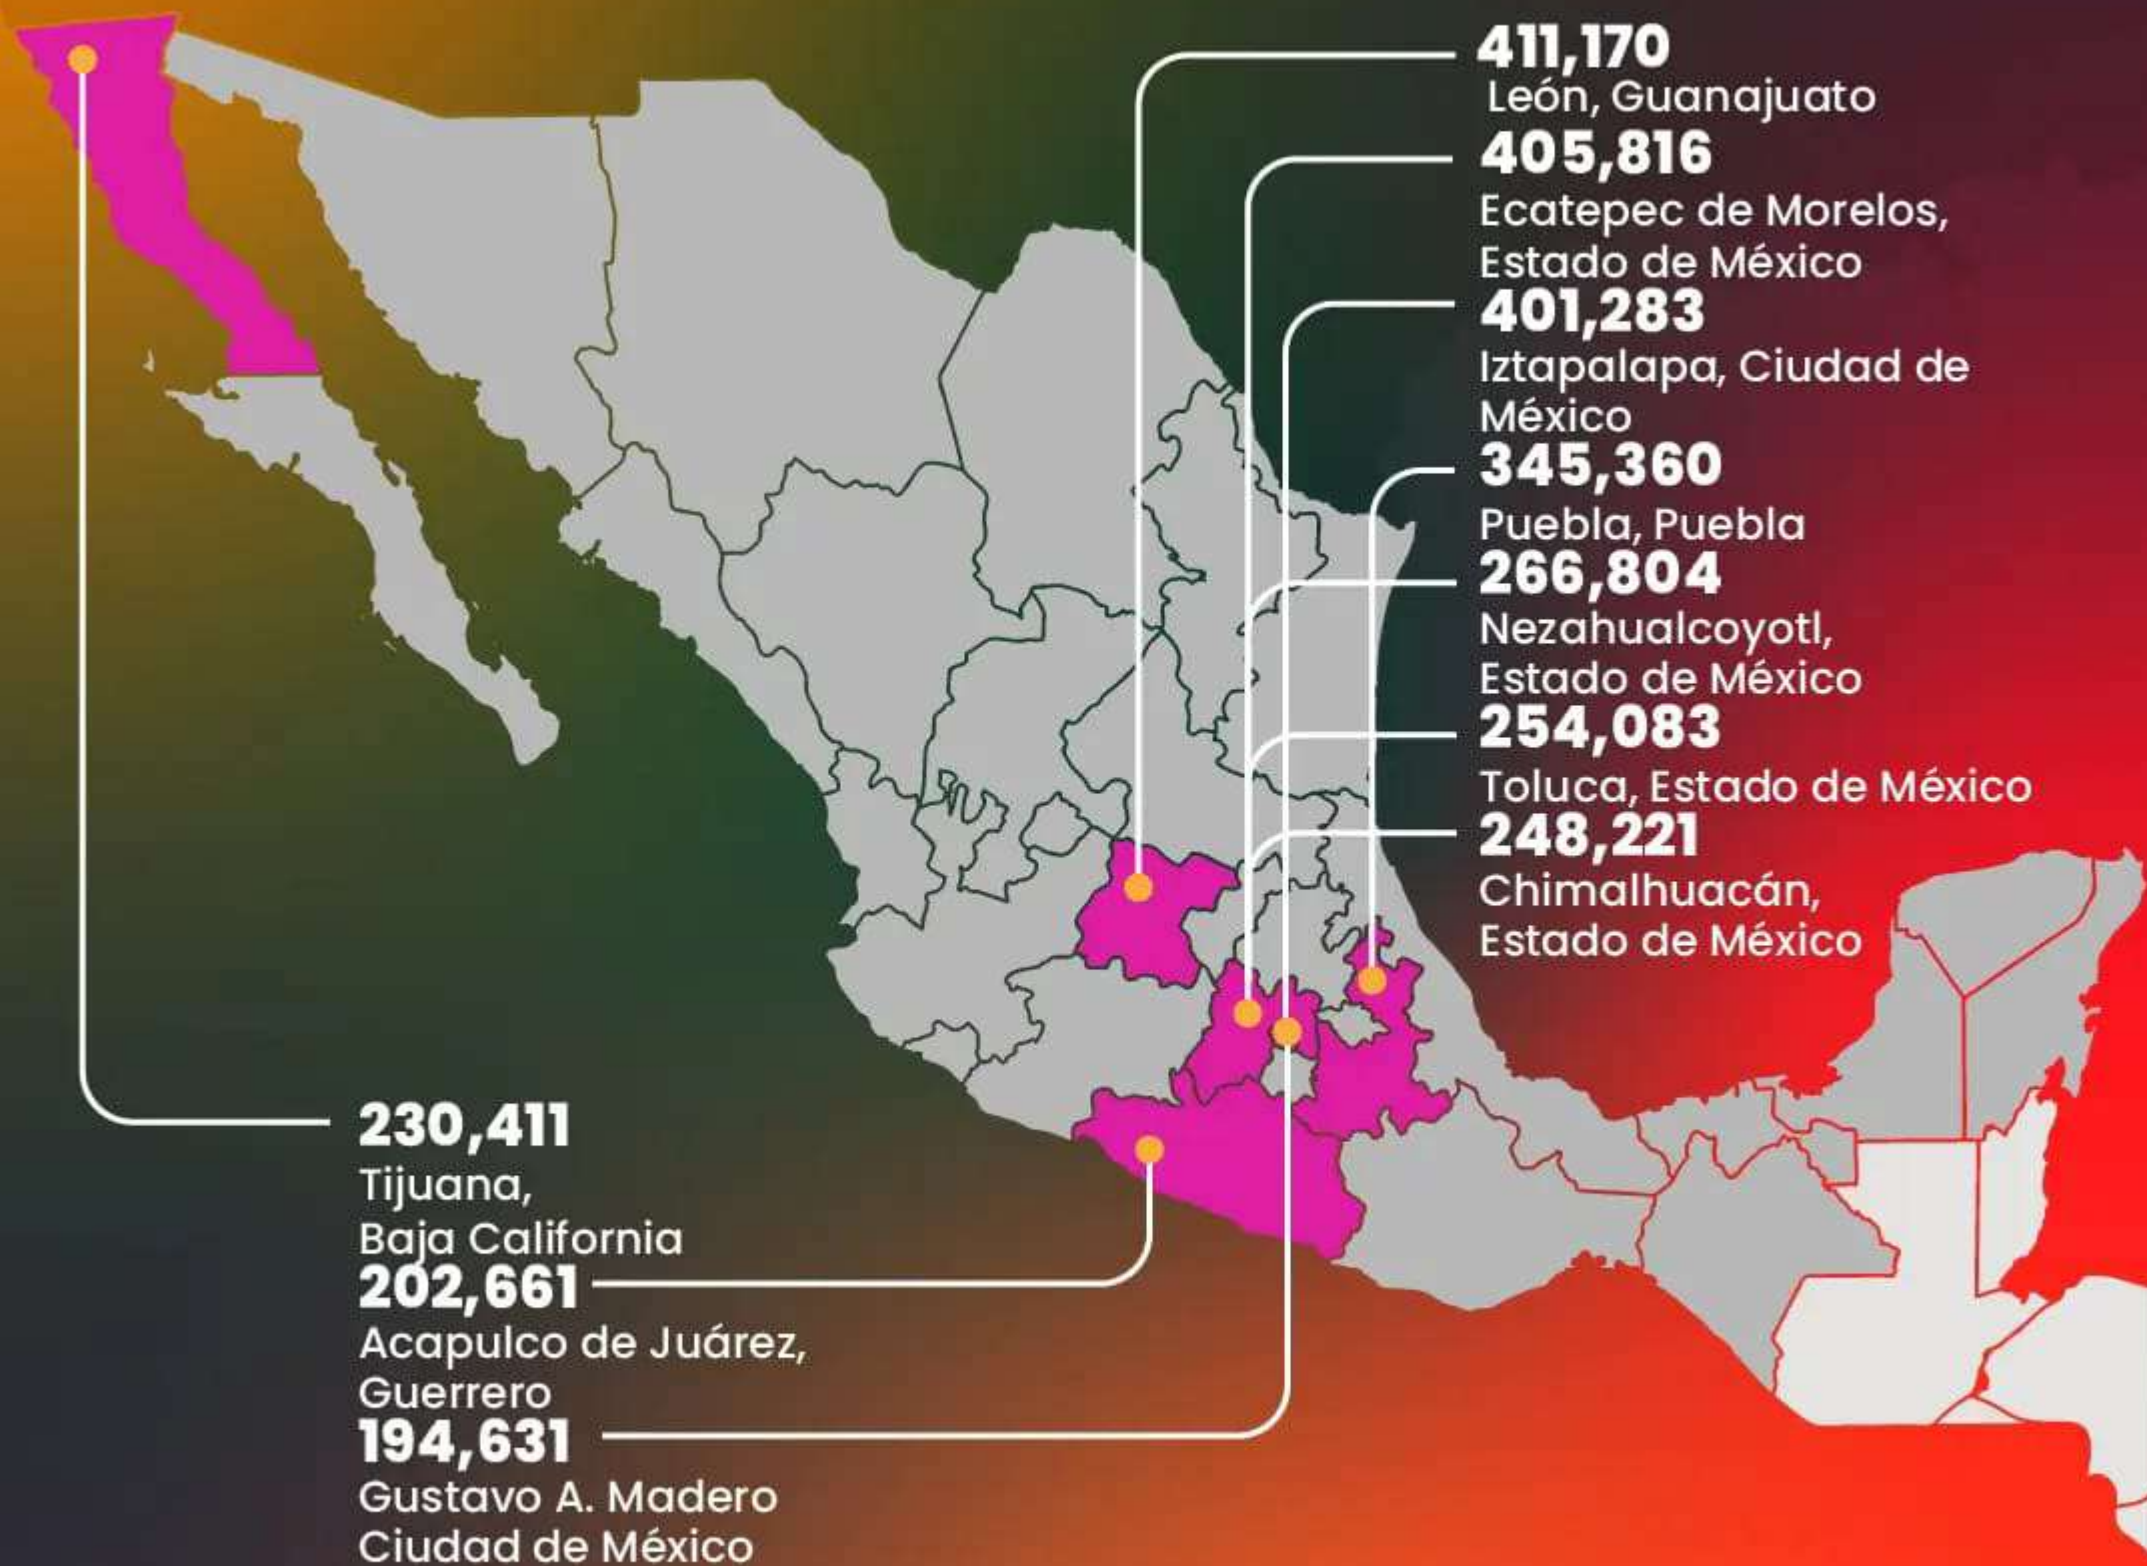 411,170
León, Guanajuato
405,816
Ecatepec de Morelos,
Estado de México
401,283
Iztapalapa, Ciudad de
México
345,360
Puebla, Puebla
266,804
Nezahualcoyotl,
Estado de México
254,083
Toluca, Estado de México
248,221
Chimalhuacán,
Estado de México
230,411
Tijuana,
Baja California
202,661
Acapulco de Juárez,
Guerrero
194,631
Gustavo A. Madero
Ciudad de México